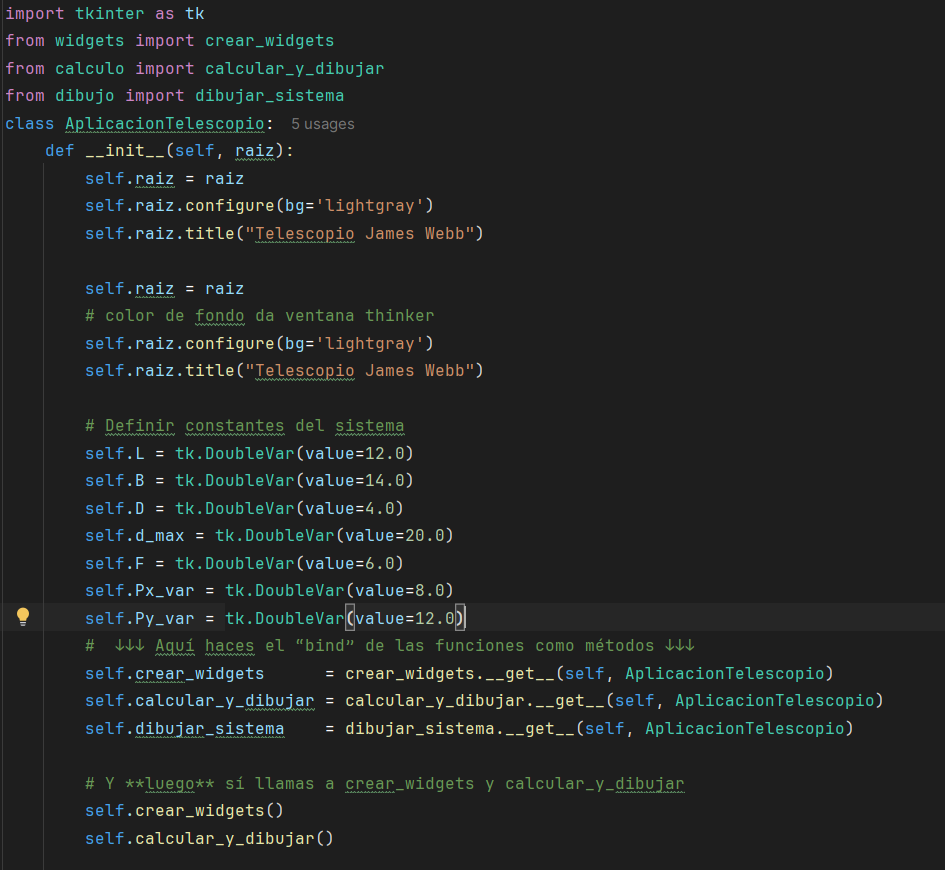 import tkinter as tk
from widgets import crear_widgets
from calculo import calcular_y_dibujar
from dibujo import dibujar_sistema
class AplicacionTelescopio:  5 usages
    def __init__(self, raiz):
        self.raiz = raiz
        self.raiz.configure(bg='lightgray')
        self.raiz.title("Telescopio James Webb")

        self.raiz = raiz
        # color de fondo da ventana thinker
        self.raiz.configure(bg='lightgray')
        self.raiz.title("Telescopio James Webb")

        # Definir constantes del sistema
        self.L = tk.DoubleVar(value=12.0)
        self.B = tk.DoubleVar(value=14.0)
        self.D = tk.DoubleVar(value=4.0)
        self.d_max = tk.DoubleVar(value=20.0)
        self.F = tk.DoubleVar(value=6.0)
        self.Px_var = tk.DoubleVar(value=8.0)
        self.Py_var = tk.DoubleVar(value=12.0)
        #  ↓↓↓ Aquí haces el “bind” de las funciones como métodos ↓↓↓
        self.crear_widgets      = crear_widgets.__get__(self, AplicacionTelescopio)
        self.calcular_y_dibujar = calcular_y_dibujar.__get__(self, AplicacionTelescopio)
        self.dibujar_sistema    = dibujar_sistema.__get__(self, AplicacionTelescopio)

        # Y **luego** sí llamas a crear_widgets y calcular_y_dibujar
        self.crear_widgets()
        self.calcular_y_dibujar()